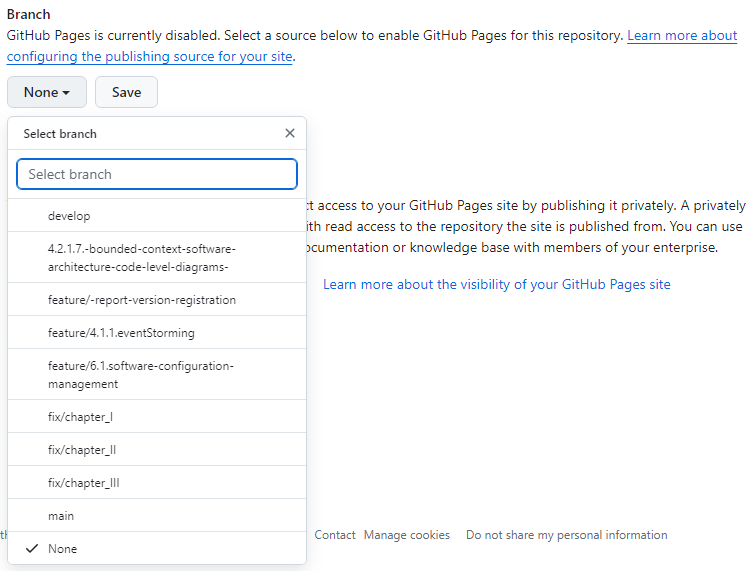 Branch
GitHub Pages is currently disabled. Select a source below to enable GitHub Pages for this repository. Learn more about
configuring the publishing source for your site.
None
Save
Select branch
Select branch
develop
4.2.1.7.-bounded-context-software-
architecture-code-level-diagrams-
feature/-report-version-registration
feature/4.1.1.eventStorming
feature/6.1.software-configuration-
management
fix/chapter_I
fix/chapter_II
fix/chapter_III
main
None
access to your GitHub Pages site by publishing it privately. A privately
with read access to the repository the site is published from. You can use
documentation or knowledge base with members of your enterprise.
Learn more about the visibility of your GitHub Pages site
Contact Manage cookies Do not share my personal information